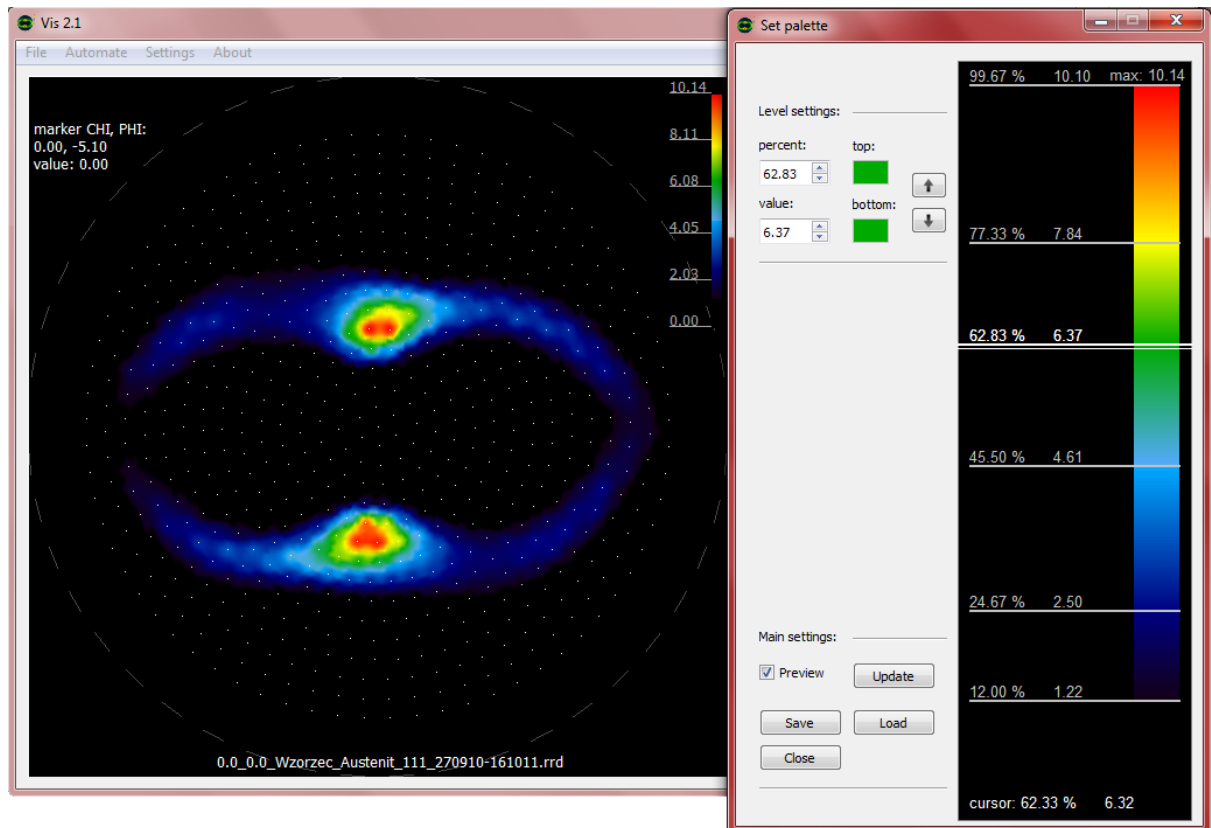 Vis 2.1
File Automate Settings About
marker CHI, PHI:
0.00, -5.10
value: 0.00
10.14
8.11
6.08
4.05
2.03
0.00
0.0_0.0_Wzorzec_Austenit_111_270910-161011.rrd
Set palette
Level settings:
percent: top:
62.83
value: bottom:
6.37
Main settings:
Preview Update
Save Load
Close
99.67 % 10.10 max: 10.14
77.33 % 7.84
62.83 % 6.37
45.50 % 4.61
24.67 % 2.50
12.00 % 1.22
cursor: 62.33 % 6.32